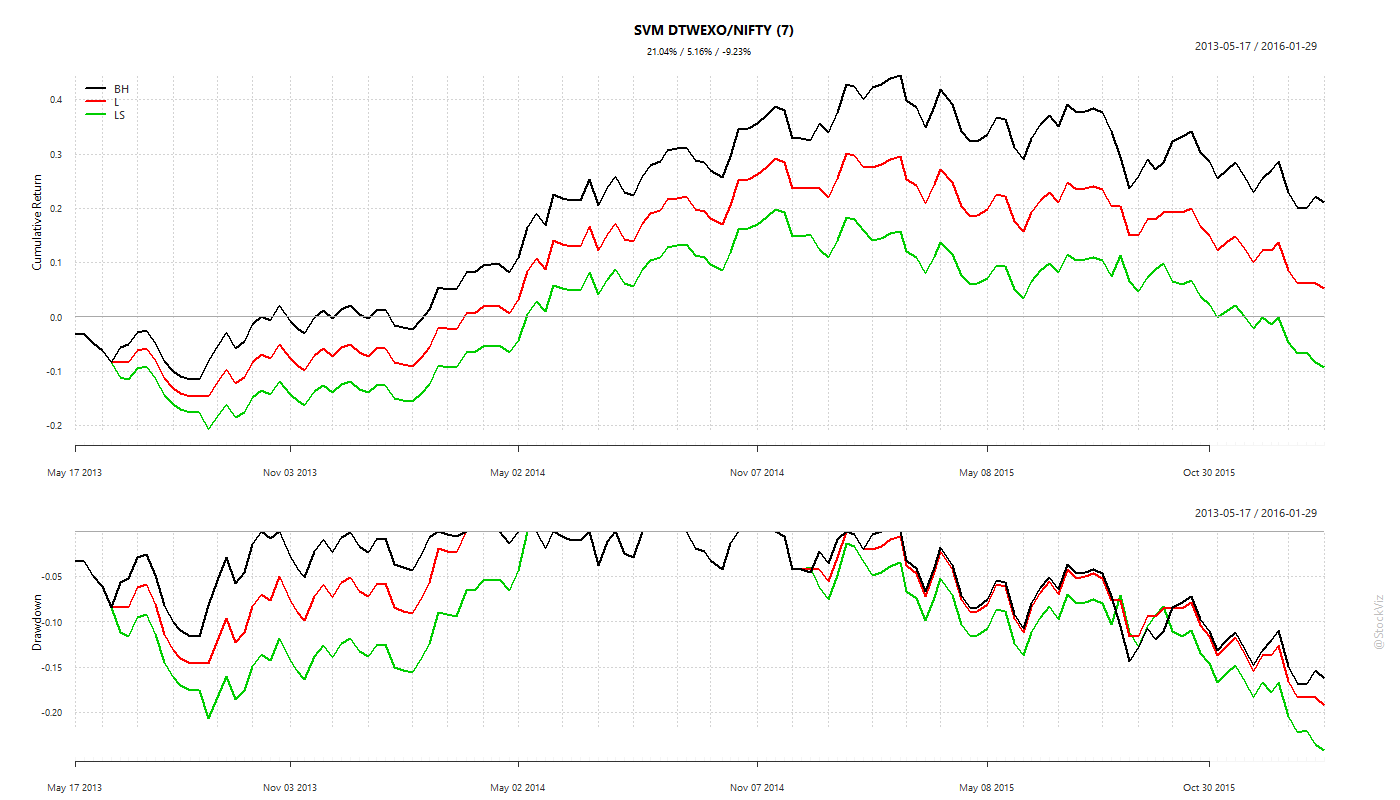 SVM DTWEXO/NIFTY (7)
21.04% / 5.16% / -9.23%
2013-05-17 / 2016-01-29
BH
L
LS
Cumulative Return
0.4
0.3
0.2
0.1
0.0
-0.1
-0.2
May 17 2013
Nov 03 2013
May 02 2014
Nov 07 2014
May 08 2015
Oct 30 2015
2013-05-17 / 2016-01-29
Drawdown
-0.05
-0.10
-0.15
-0.20
@StockViz
May 17 2013
Nov 03 2013
May 02 2014
Nov 07 2014
May 08 2015
Oct 30 2015